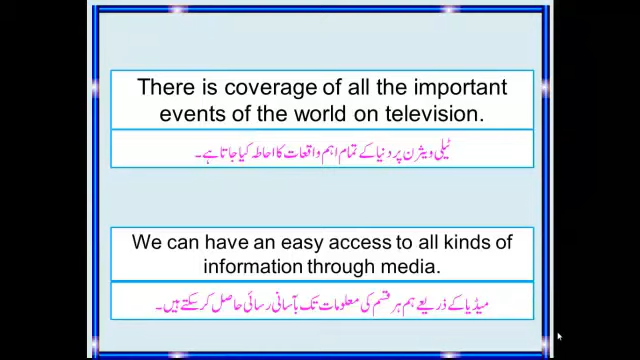 There is coverage of all the important
events of the world on television.
ٹیلی ویژن پر دنیا کے تمام اہم واقعات کا احاطہ کیا جاتا ہے۔
We can have an easy access to all kinds of
information through media.
میڈیا کے ذریعے ہم ہر قسم کی معلومات تک بآسانی رسائی حاصل کر سکتے ہیں۔